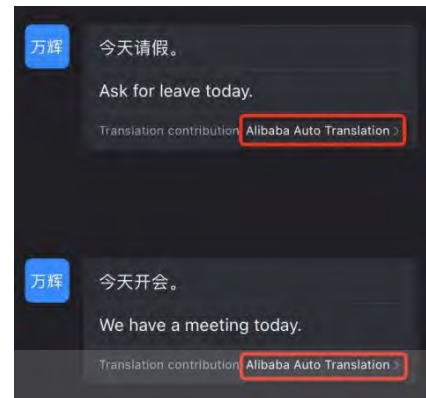 万辉
今天请假。
Ask for leave today.
Translation contribution Alibaba Auto Translation >
万辉
今天开会。
We have a meeting today.
Translation contribution Alibaba Auto Translation >